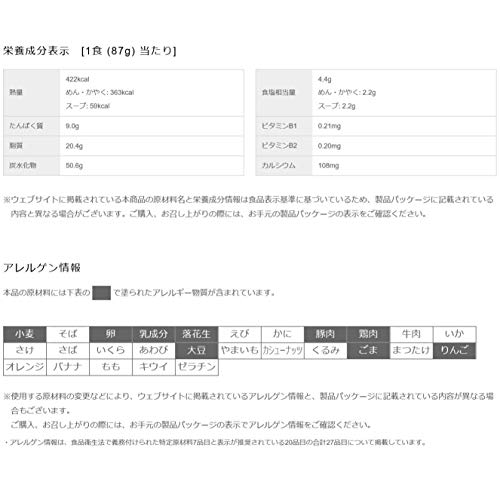 栄養成分表示　[1食 (87g) 当たり]
熱量
422kcal
めん・かやく: 363kcal
スープ: 59kcal
たんぱく質 9.0g
脂質 20.4g
炭水化物 50.6g
食塩相当量
4.4g
めん・かやく: 2.2g
スープ: 2.2g
ビタミンB1 0.21mg
ビタミンB2 0.20mg
カルシウム 108mg
※ウェブサイトに掲載されている本商品の原材料名と栄養成分情報は食品表示基準に基づいているため、製品パッケージに記載されている
内容と異なる場合がございます。ご購入、お召し上がりの際には、お手元の製品パッケージの表示をご確認ください。
アレルゲン情報
本品の原材料には下表の で塗られたアレルギー物質が含まれています。
小麦 そば 卵 乳成分 落花生 えび かに 豚肉 鶏肉 牛肉 いか
さけ さば いくら あわび 大豆 やまいも カシューナッツ くるみ ごま まつたけ りんご
オレンジ バナナ もも キウイ ゼラチン
※使用する原材料の変更などにより、ウェブサイトに掲載されているアレルゲン情報と、製品パッケージに記載されている内容が異なる場
合もございます。
ご購入、お召し上がりの際には、お手元の製品パッケージの表示でアレルゲン情報をご確認ください。
・アレルゲン情報は、食品衛生法で義務付けられた特定原材料7品目と表示が推奨されている20品目の合計27品目について掲載しています。